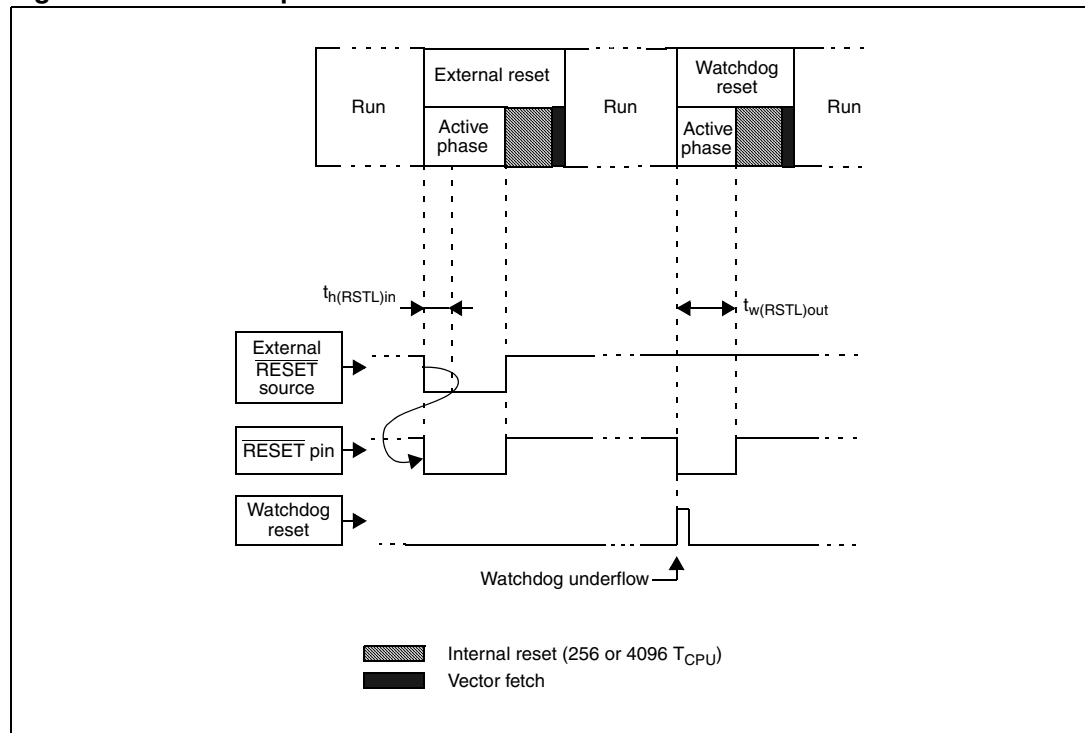 External reset
Watchdog
reset
Run
Run
Run
Active
phase
Active
phase
th(RSTL)in
tw(RSTL)out
External
RESET
source
RESET pin
Watchdog
reset
Watchdog underflow
Internal reset (256 or 4096 TCPU)
Vector fetch